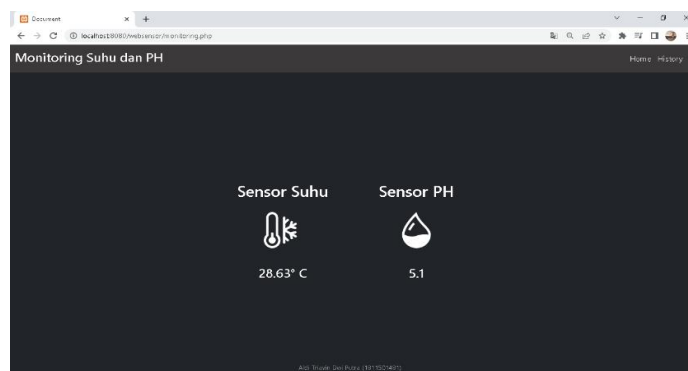 Document
localhost:8080/websensor/monitoring.php
Monitoring Suhu dan PH
Home History
Sensor Suhu Sensor PH
28.63° C 5.1
Putra